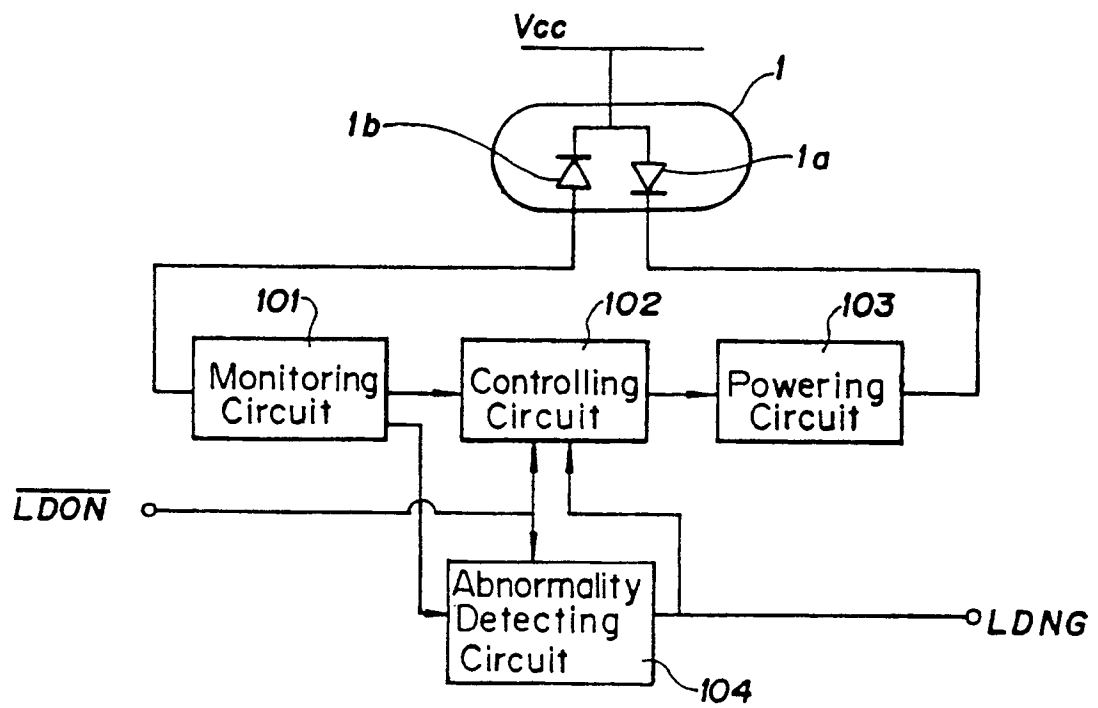 Vcc
1
1b
1a
101
102
103
Monitoring
Circuit
Controlling
Circuit
Powering
Circuit
LDON
Abnormality
Detecting
Circuit
LDNG
104